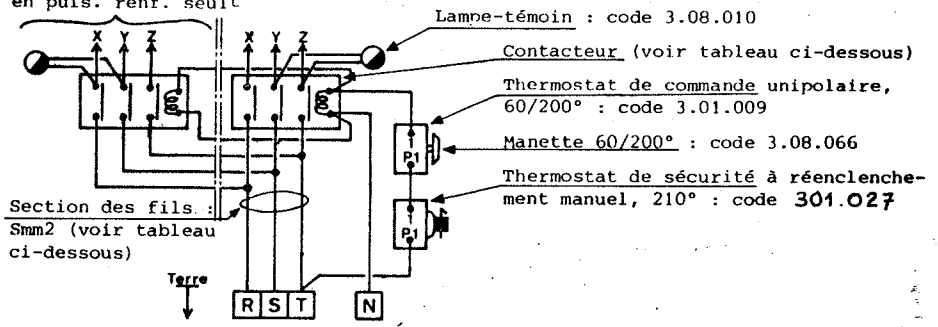 en puis. renf. seult
Lampe-témoin : code 3.08.010
X Y Z X Y Z
Contacteur (voir tableau ci-dessous)
Thermostat de commande unipolaire,
60/200° : code 3.01.009
P1
Manette 60/200° : code 3.08.066
Thermostat de sécurité à réenclenche-
ment manuel, 210° : code 301.027
P1
Section des fils :
Smm2 (voir tableau
ci-dessous)
Terre
R S T N